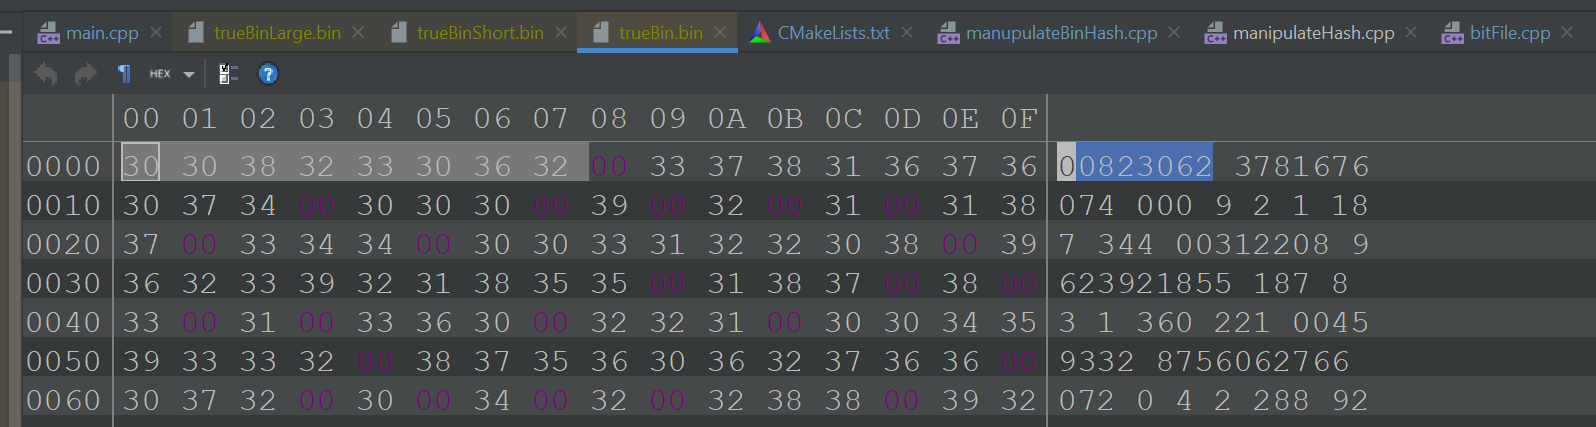 main.cpp trueBinLarge.bin trueBinShort.bin trueBin.bin CMakeLists.txt manupulateBinHash.cpp manipulateHash.cpp bitFile.cpp
HEX
00 01 02 03 04 05 06 07 08 09 0A 0B 0C 0D 0E 0F
0000 30 30 38 32 33 30 36 32 00 33 37 38 31 36 37 36 00823062 3781676
0010 30 37 34 00 30 30 30 00 39 00 32 00 31 00 31 38 074 000 9 2 1 18
0020 37 00 33 34 34 00 30 30 33 31 32 32 30 38 00 39 7 344 00312208 9
0030 36 32 33 39 32 31 38 35 35 00 31 38 37 00 38 00 623921855 187 8
0040 33 00 31 00 33 36 30 00 32 32 31 00 30 30 34 35 3 1 360 221 0045
0050 39 33 33 32 00 38 37 35 36 30 36 32 37 36 36 00 9332 8756062766
0060 30 37 32 00 30 00 34 00 32 00 32 38 38 00 39 32 072 0 4 2 288 92